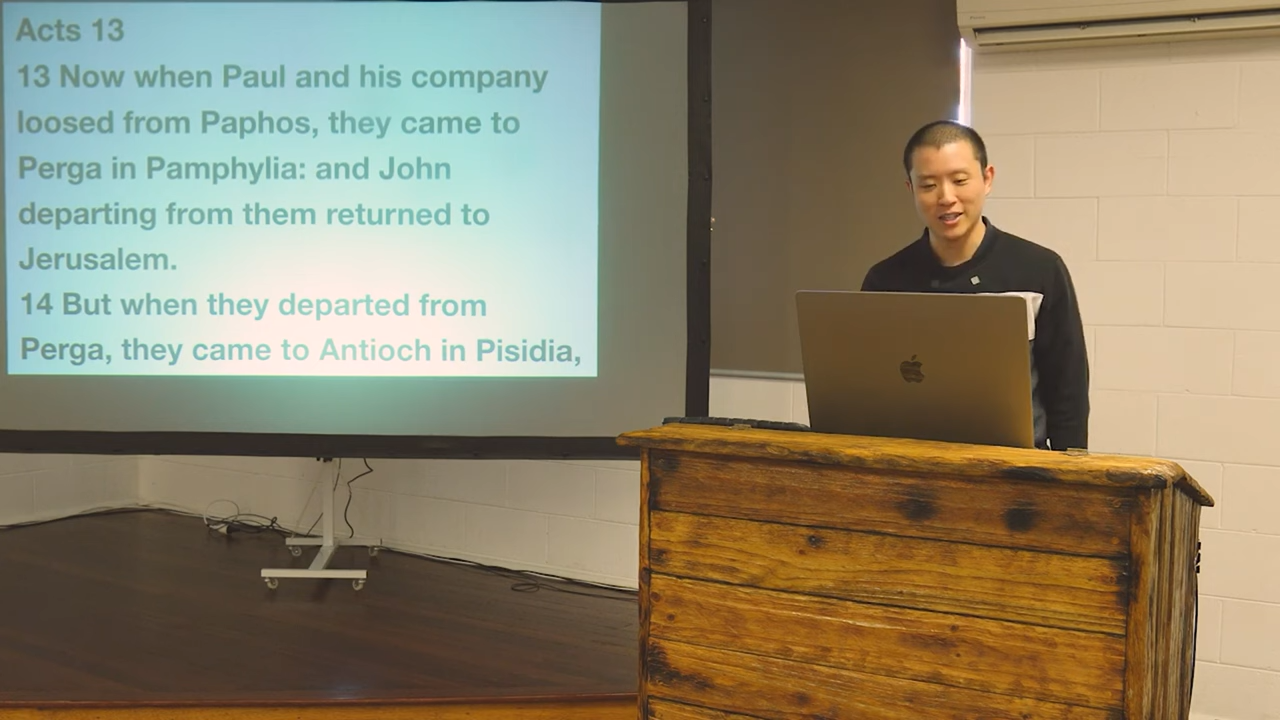 Acts 13
13 Now when Paul and his company
loosed from Paphos, they came to
Perga in Pamphylia: and John
departing from them returned to
Jerusalem.
14 But when they departed from
Perga, they came to Antioch in Pisidia,